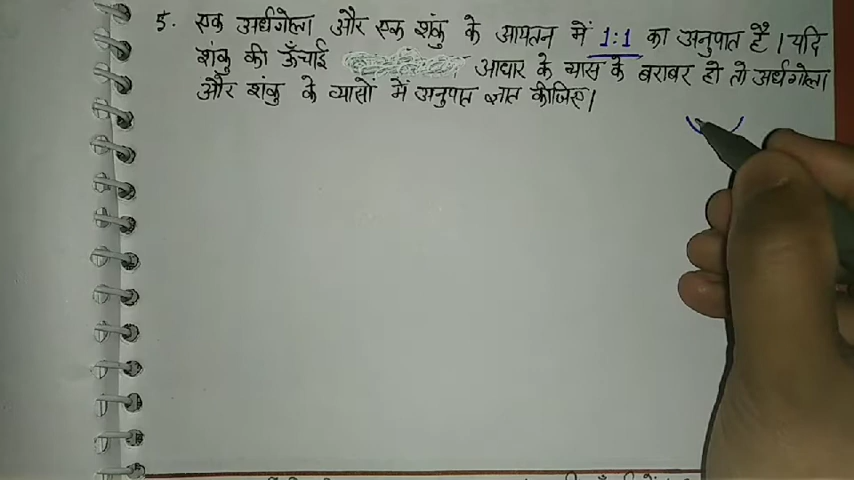 5. एक अर्धगोला और एक शंकु के आयतन में 1:1 का अनुपात है। यदि
शंकु की ऊँचाई आधार के व्यास के बराबर हो तो अर्धगोला
और शंकु के व्यासो में अनुपात ज्ञात कीजिए।